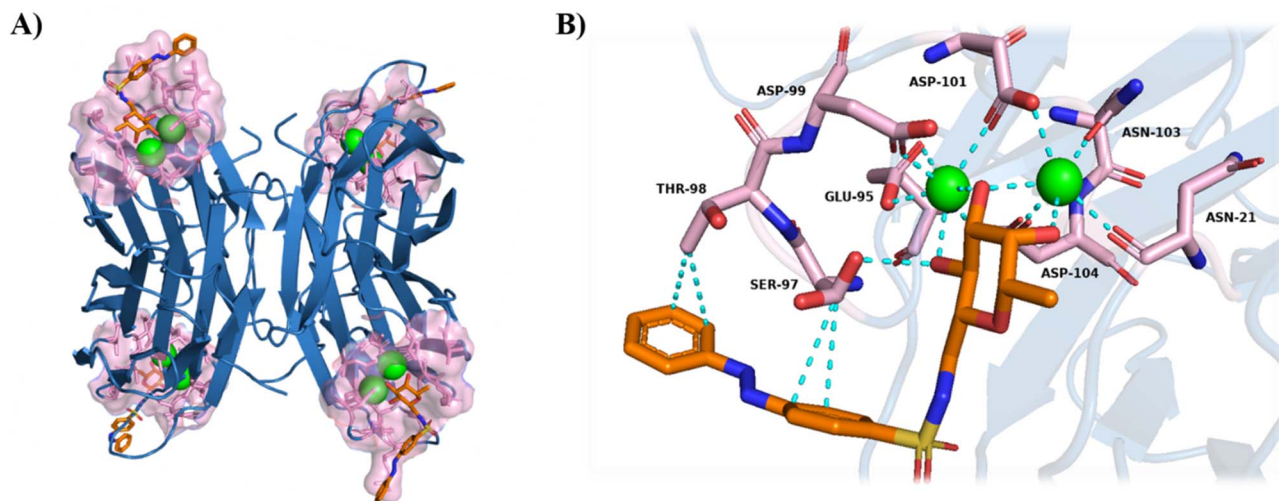 A)
B)
ASP-101
ASP-99
ASN-103
THR-98
GLU-95
ASN-21
ASP-104
SER-97